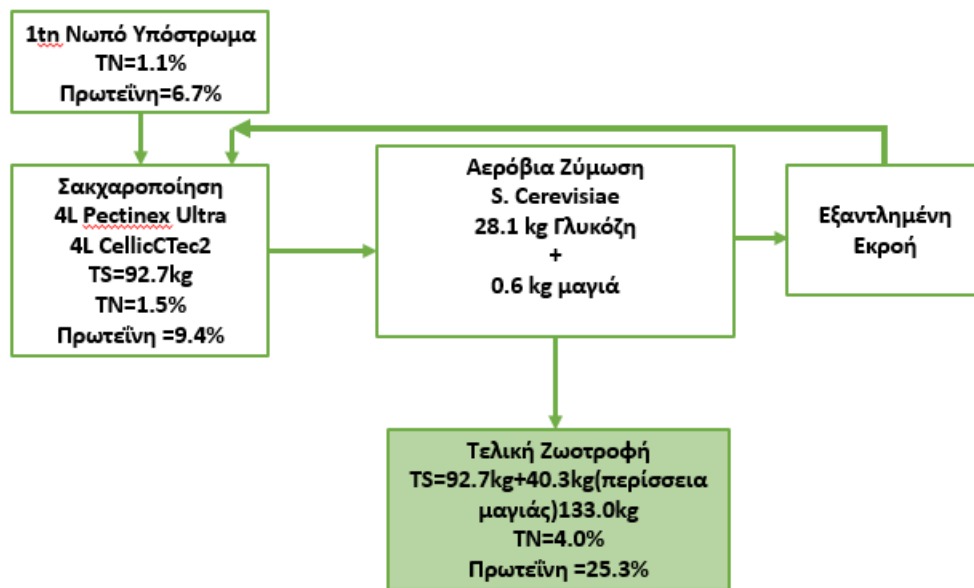 1tn Νωπό Υπόστρωμα
TN=1.1%
Πρωτεΐνη=6.7%
Σακχαροποίηση
4L Pectinex Ultra
4L CellicCTec2
TS=92.7kg
TN=1.5%
Πρωτεΐνη =9.4%
Αερόβια Ζύμωση
S. Cerevisiae
28.1 kg Γλυκόζη
+
0.6 kg μαγιά
Εξαντλημένη
Εκροή
Τελική Ζωοτροφή
TS=92.7kg+40.3kg(περίσσεια
μαγιάς)133.0kg
TN=4.0%
Πρωτεΐνη =25.3%